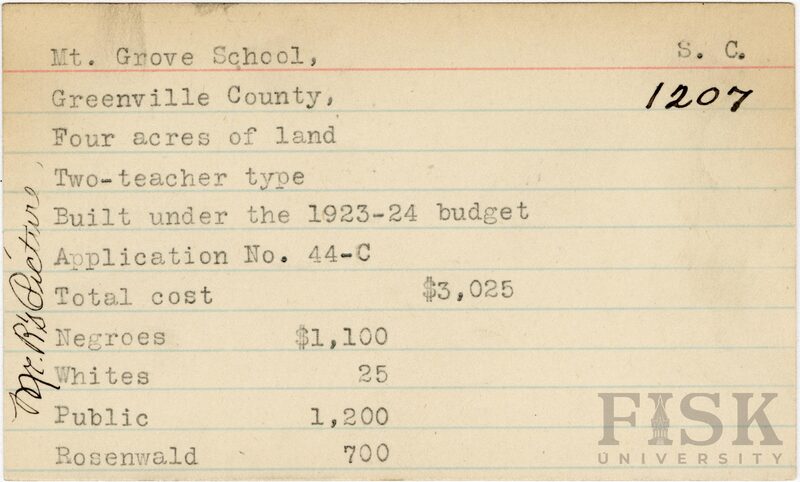 Mt. Grove School, S. C.
Greenville County, 1207
Four acres of land
Two-teacher type
Built under the 1923-24 budget
Application No. 44-C
Total cost $3,025
Negroes $1,100
Whites 25
Public 1,200
Rosenwald 700
Mr. R's Picture
FISK
UNIVERSITY